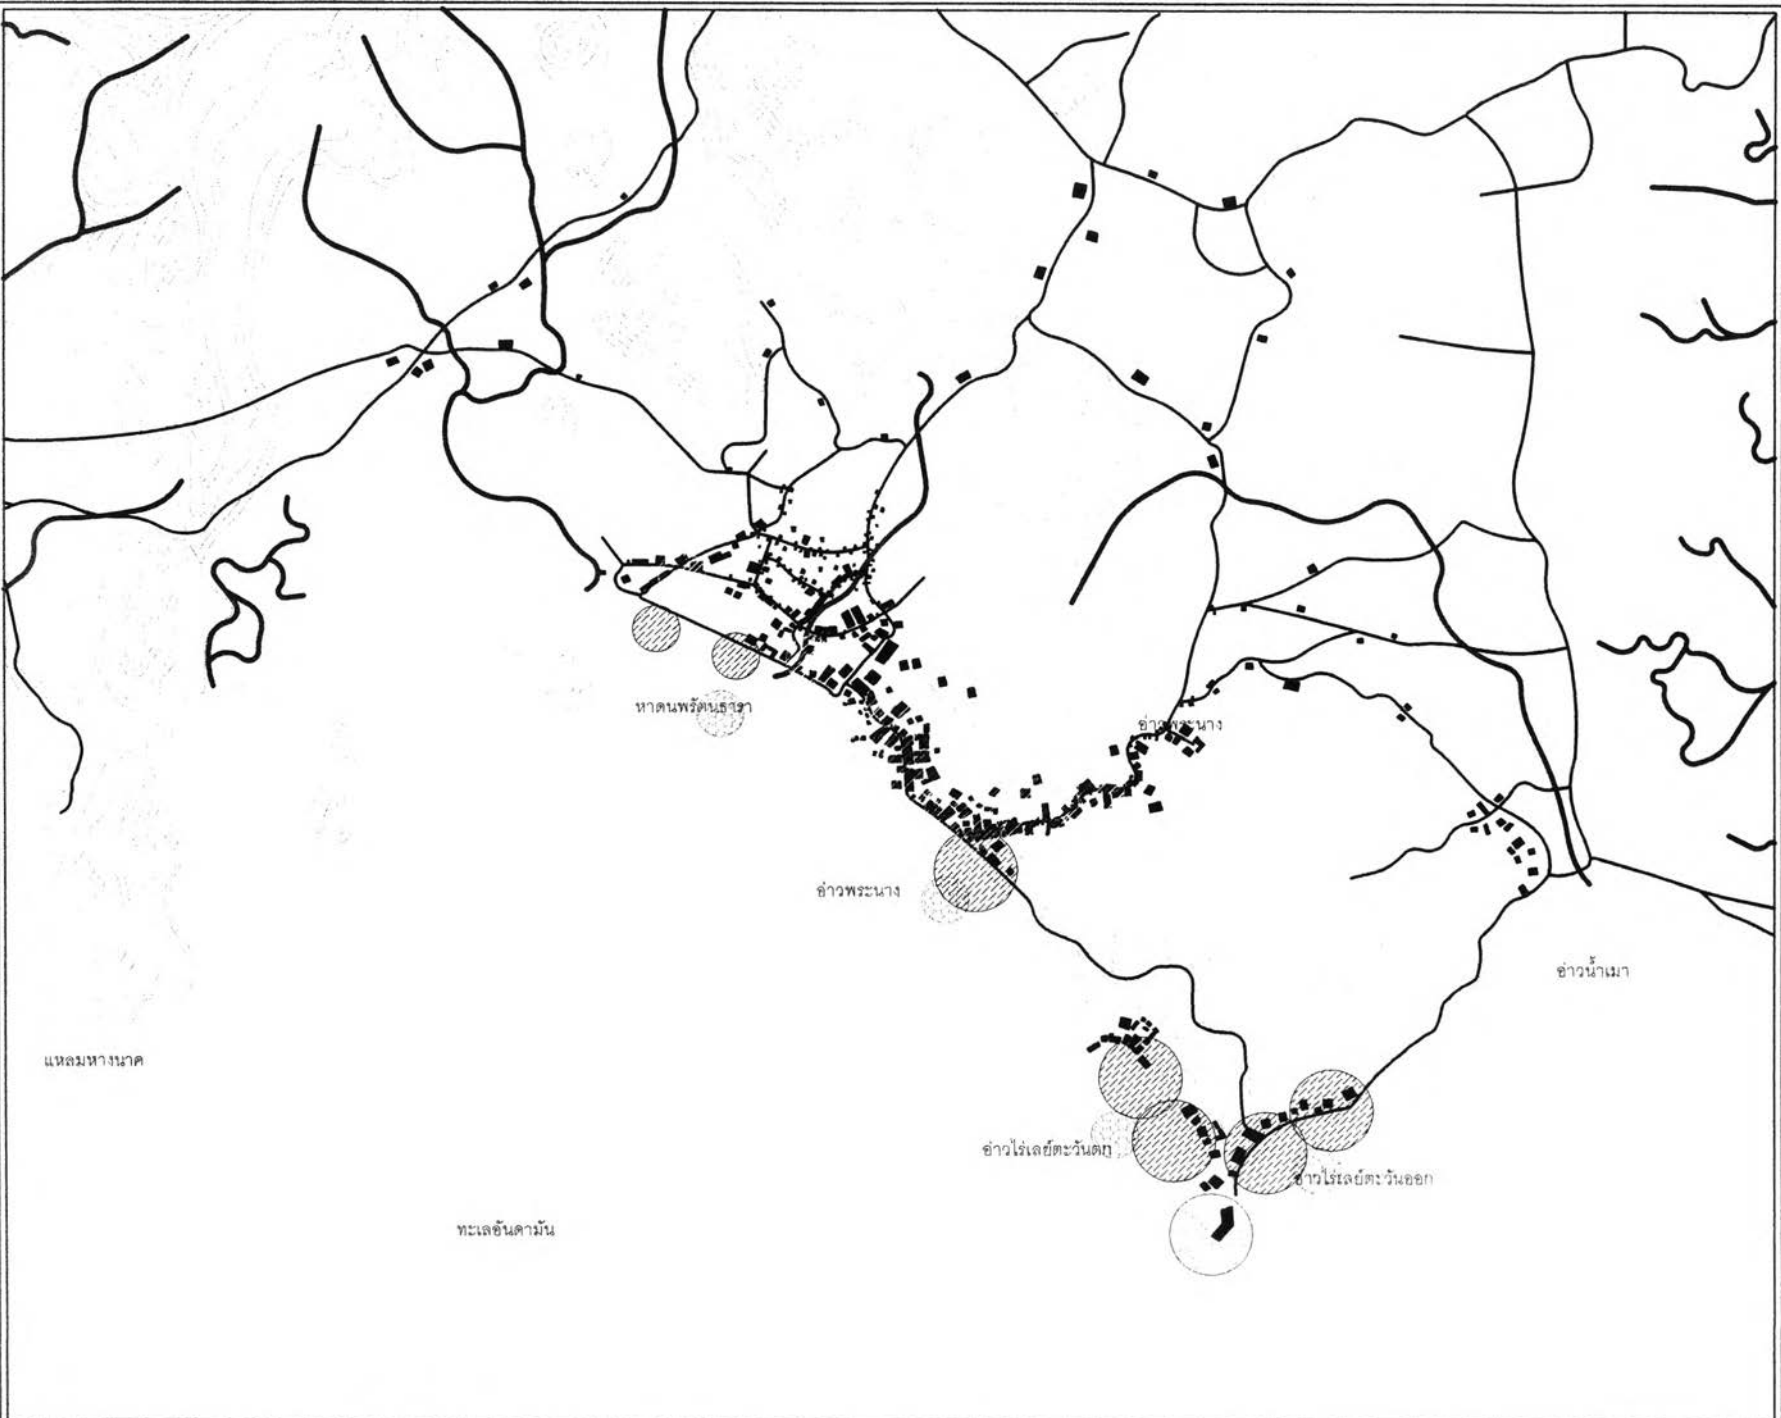 หาดนพรัตนธารา
อ่าวพระนาง
อ่าวพระนาง
อ่าวน้ำเมา
แหลมหางนาค
อ่าวไร่เลย์ตะวันตก
อ่าวไร่เลย์ตะวันออก
ทะเลอันดามัน